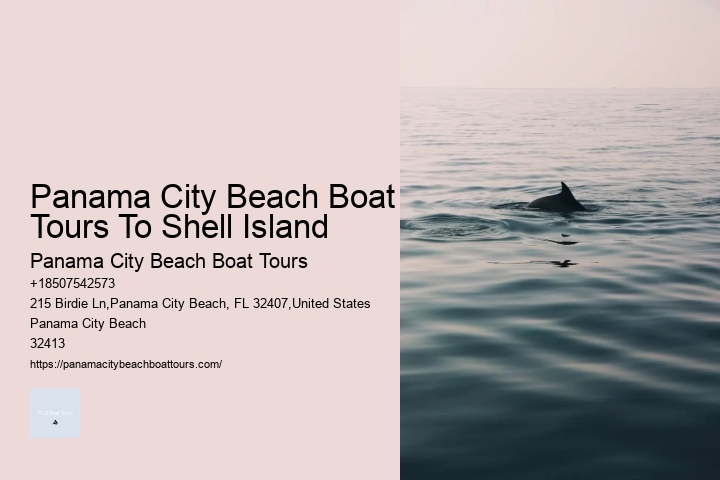 Panama City Beach Boat
Tours To Shell Island
Panama City Beach Boat Tours
+18507542573
215 Birdie Ln,Panama City Beach, FL 32407,United States
Panama City Beach
32413
https://panamacitybeachboattours.com/